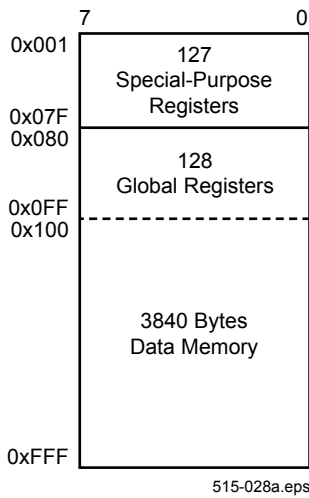 7 0
0x001
127
Special-Purpose
Registers
0x07F
0x080
128
Global Registers
0x0FF
0x100
3840 Bytes
Data Memory
0xFFF
515-028a.eps